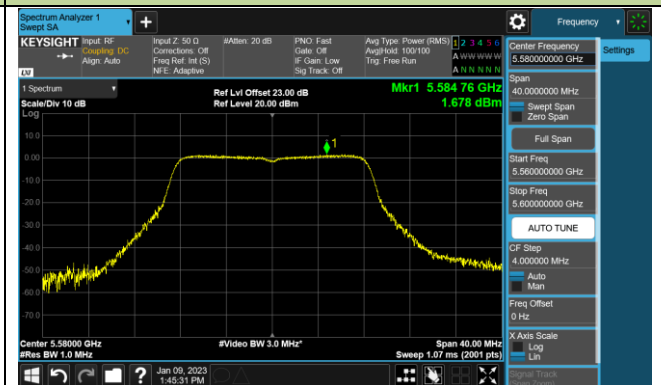 Spectrum Analyzer 1
Swept SA
+
Frequency
KEYSIGHT
Input: RF
Coupling: DC
Align: Auto
Input Z: 50 Ω
Corrections: Off
Freq Ref: Int (S)
NFE: Adaptive
#Atten: 20 dB
PNO: Fast
Gate: Off
IF Gain: Low
Sig Track: Off
Avg Type: Power (RMS)
Avg|Hold: 100/100
Trig: Free Run
1 2 3 4 5 6
A W W W W W
A N N N N N
LXI
1 Spectrum
Scale/Div 10 dB
Log
Ref Lvl Offset 23.00 dB
Ref Level 20.00 dBm
Mkr1 5.584 76 GHz
1.678 dBm
10.0
0.00
-10.0
-20.0
-30.0
-40.0
-50.0
-60.0
-70.0
1
Center 5.58000 GHz
#Res BW 1.0 MHz
#Video BW 3.0 MHz*
Span 40.00 MHz
Sweep 1.07 ms (2001 pts)
Center Frequency
5.580000000 GHz
Settings
Span
40.0000000 MHz
Swept Span
Zero Span
Full Span
Start Freq
5.560000000 GHz
Stop Freq
5.600000000 GHz
AUTO TUNE
CF Step
4.000000 MHz
Auto
Man
Freq Offset
0 Hz
X Axis Scale
Log
Lin
Signal Track
(Span Zoom)
?
Jan 09, 2023
1:45:31 PM